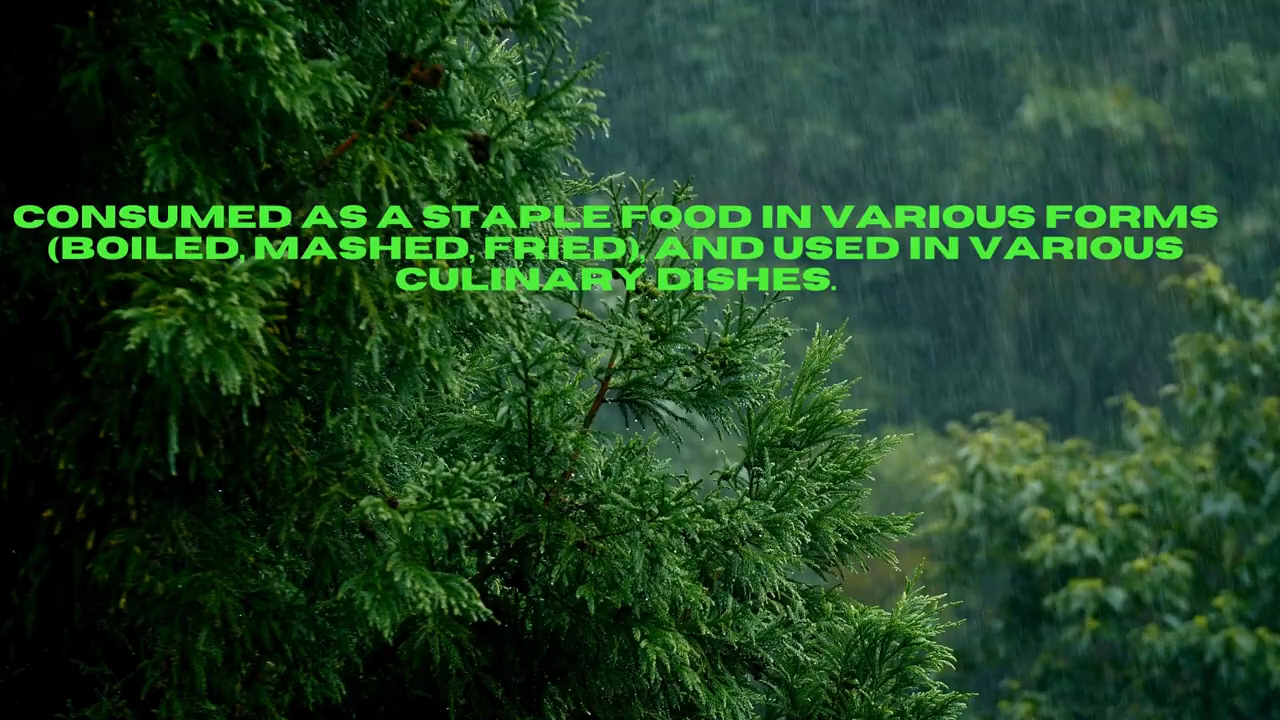 CONSUMED AS A STAPLE FOOD IN VARIOUS FORMS
(BOILED, MASHED, FRIED), AND USED IN VARIOUS
CULINARY DISHES.